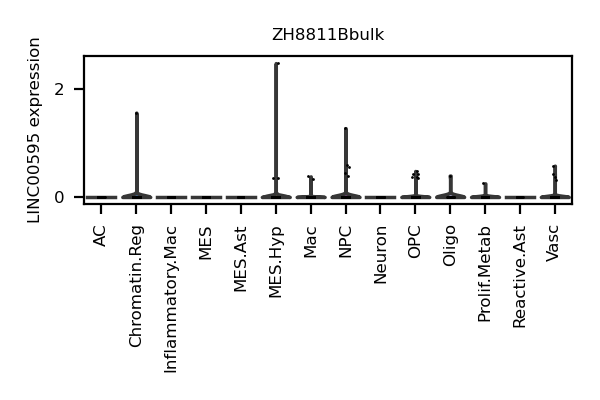 ZH8811Bbulk
LINC00595 expression
2
0
AC
Chromatin.Reg
Inflammatory.Mac
MES
MES.Ast
MES.Hyp
Mac
NPC
Neuron
OPC
Oligo
Prolif.Metab
Reactive.Ast
Vasc